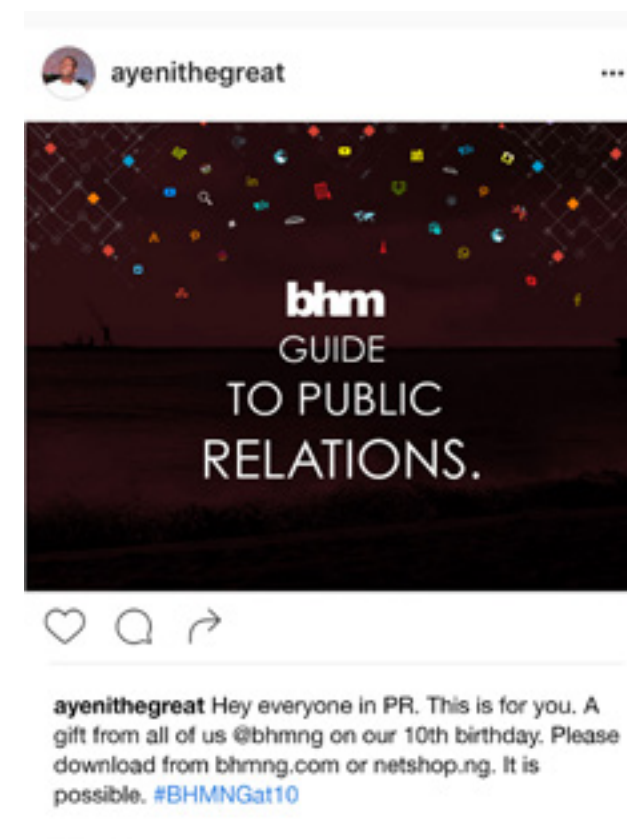 ayenithegreat
bhm
GUIDE
TO PUBLIC
RELATIONS.
ayenithegreat Hey everyone in PR. This is for you. A
gift from all of us @bhmng on our 10th birthday. Please
download from bhmng.com or netshop.ng. It is
possible. #BHMNGat10